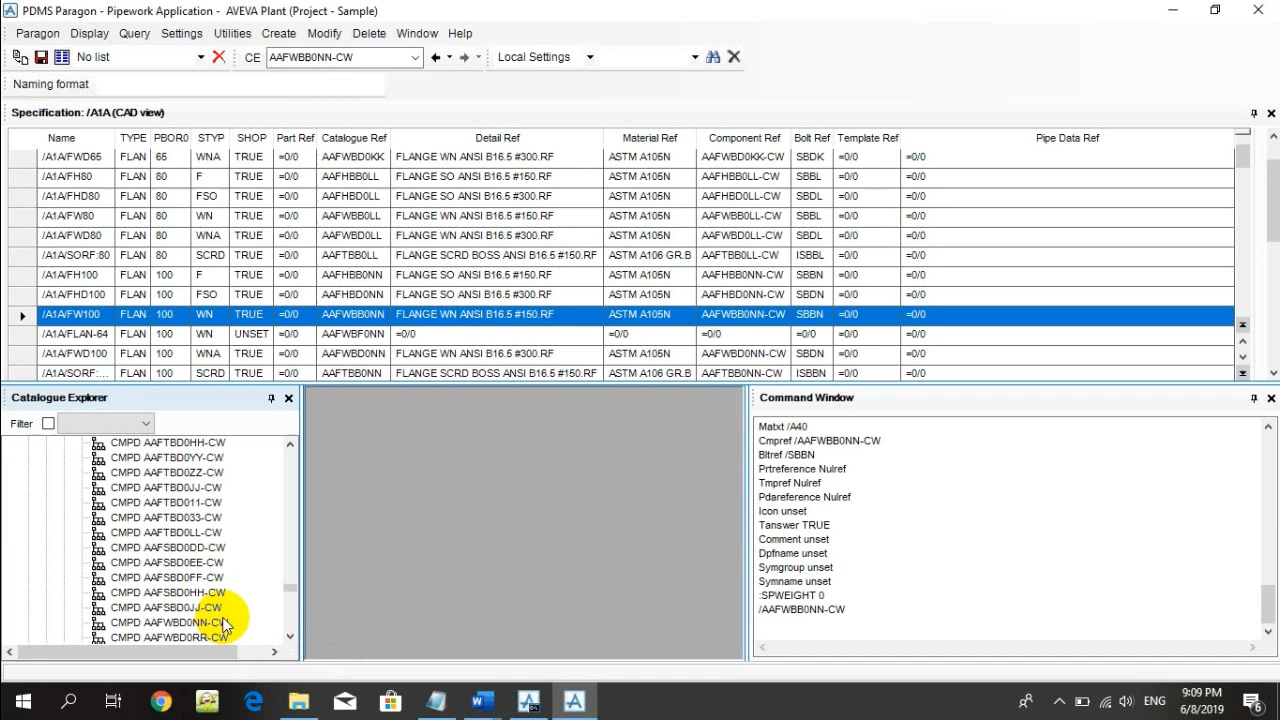 PDMS Paragon - Pipework Application - AVEVA Plant (Project - Sample)
Paragon Display Query Settings Utilities Create Modify Delete Window Help
No list CE AAFWBB0NN-CW Local Settings
Naming format
Specification: /A1A (CAD view)
Name TYPE PBOR0 STYP SHOP Part Ref Catalogue Ref Detail Ref Material Ref Component Ref Bolt Ref Template Ref Pipe Data Ref
/A1A/FWD65 FLAN 65 WNA TRUE =0/0 AAFWBD0KK FLANGE WN ANSI B16.5 #300.RF ASTM A105N AAFWBD0KK-CW SBDK =0/0 =0/0
/A1A/FH80 FLAN 80 F TRUE =0/0 AAFHBB0LL FLANGE SO ANSI B16.5 #150.RF ASTM A105N AAFHBB0LL-CW SBBL =0/0 =0/0
/A1A/FHD80 FLAN 80 FSO TRUE =0/0 AAFHBD0LL FLANGE SO ANSI B16.5 #300.RF ASTM A105N AAFHBD0LL-CW SBDL =0/0 =0/0
/A1A/FW80 FLAN 80 WN TRUE =0/0 AAFWBB0LL FLANGE WN ANSI B16.5 #150.RF ASTM A105N AAFWBB0LL-CW SBBL =0/0 =0/0
/A1A/FWD80 FLAN 80 WNA TRUE =0/0 AAFWBD0LL FLANGE WN ANSI B16.5 #300.RF ASTM A105N AAFWBD0LL-CW SBDL =0/0 =0/0
/A1A/SORF:80 FLAN 80 SCRD TRUE =0/0 AAFTBB0LL FLANGE SCRD BOSS ANSI B16.5 #150.RF ASTM A106 GR.B AAFTBB0LL-CW ISBBL =0/0 =0/0
/A1A/FH100 FLAN 100 F TRUE =0/0 AAFHBB0NN FLANGE SO ANSI B16.5 #150.RF ASTM A105N AAFHBB0NN-CW SBBN =0/0 =0/0
/A1A/FHD100 FLAN 100 FSO TRUE =0/0 AAFHBD0NN FLANGE SO ANSI B16.5 #300.RF ASTM A105N AAFHBD0NN-CW SBDN =0/0 =0/0
/A1A/FW100 FLAN 100 WN TRUE =0/0 AAFWBB0NN FLANGE WN ANSI B16.5 #150.RF ASTM A105N AAFWBB0NN-CW SBBN =0/0 =0/0
/A1A/FLAN-64 FLAN 100 WN UNSET =0/0 AAFWBF0NN =0/0 =0/0 =0/0 =0/0 =0/0 =0/0
/A1A/FWD100 FLAN 100 WNA TRUE =0/0 AAFWBD0NN FLANGE WN ANSI B16.5 #300.RF ASTM A105N AAFWBD0NN-CW SBDN =0/0 =0/0
/A1A/SORF:... FLAN 100 SCRD TRUE =0/0 AAFTBB0NN FLANGE SCRD BOSS ANSI B16.5 #150.RF ASTM A106 GR.B AAFTBB0NN-CW ISBBN =0/0 =0/0
Catalogue Explorer
Filter
CMPD AAFTBD0HH-CW
CMPD AAFTBD0YY-CW
CMPD AAFTBD0ZZ-CW
CMPD AAFTBD0JJ-CW
CMPD AAFTBD011-CW
CMPD AAFTBD033-CW
CMPD AAFTBD0LL-CW
CMPD AAFSBD0DD-CW
CMPD AAFSBD0EE-CW
CMPD AAFSBD0FF-CW
CMPD AAFSBD0HH-CW
CMPD AAFSBD0JJ-CW
CMPD AAFWBD0NN-CW
CMPD AAFWBD0RR-CW
Command Window
Matxt /A40
Cmpref /AAFWBB0NN-CW
Bltref /SBBN
Prtreference Nulref
Tmpref Nulref
Pdareference Nulref
Icon unset
Tanswer TRUE
Comment unset
Dpfname unset
Symgroup unset
Symname unset
:SPWEIGHT 0
/AAFWBB0NN-CW
ENG
9:09 PM
6/8/2019
6